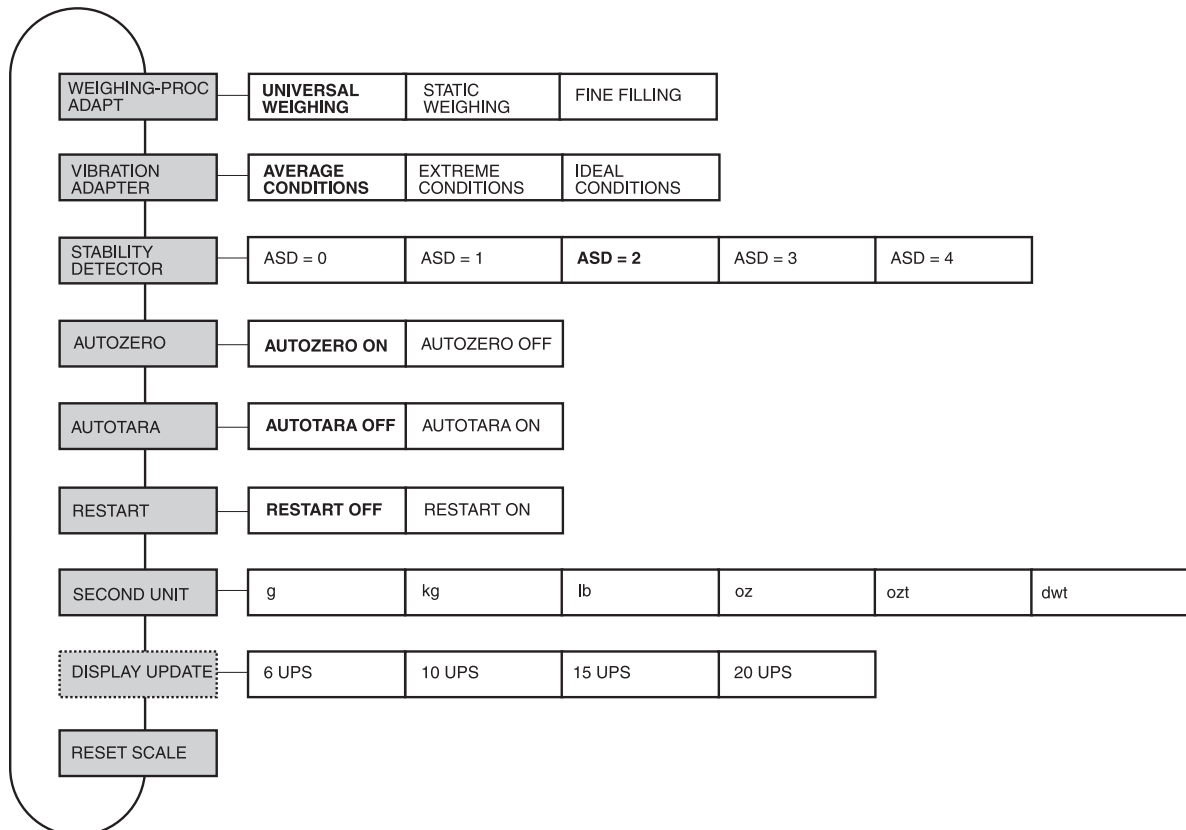 WEIGHING-PROC
ADAPT
UNIVERSAL
WEIGHING
STATIC
WEIGHING
FINE FILLING
VIBRATION
ADAPTER
AVERAGE
CONDITIONS
EXTREME
CONDITIONS
IDEAL
CONDITIONS
STABILITY
DETECTOR
ASD = 0
ASD = 1
ASD = 2
ASD = 3
ASD = 4
AUTOZERO
AUTOZERO ON
AUTOZERO OFF
AUTOTARA
AUTOTARA OFF
AUTOTARA ON
RESTART
RESTART OFF
RESTART ON
SECOND UNIT
g
kg
lb
oz
ozt
dwt
DISPLAY UPDATE
6 UPS
10 UPS
15 UPS
20 UPS
RESET SCALE